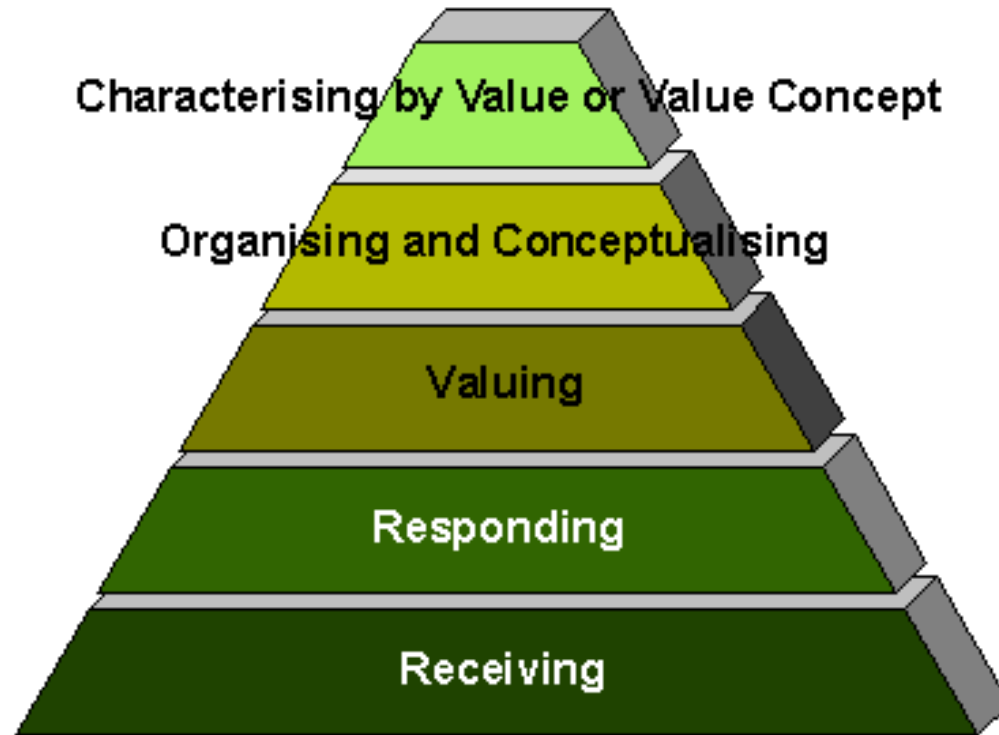 Characterising by Value or Value Concept
Organising and Conceptualising
Valuing
Responding
Receiving